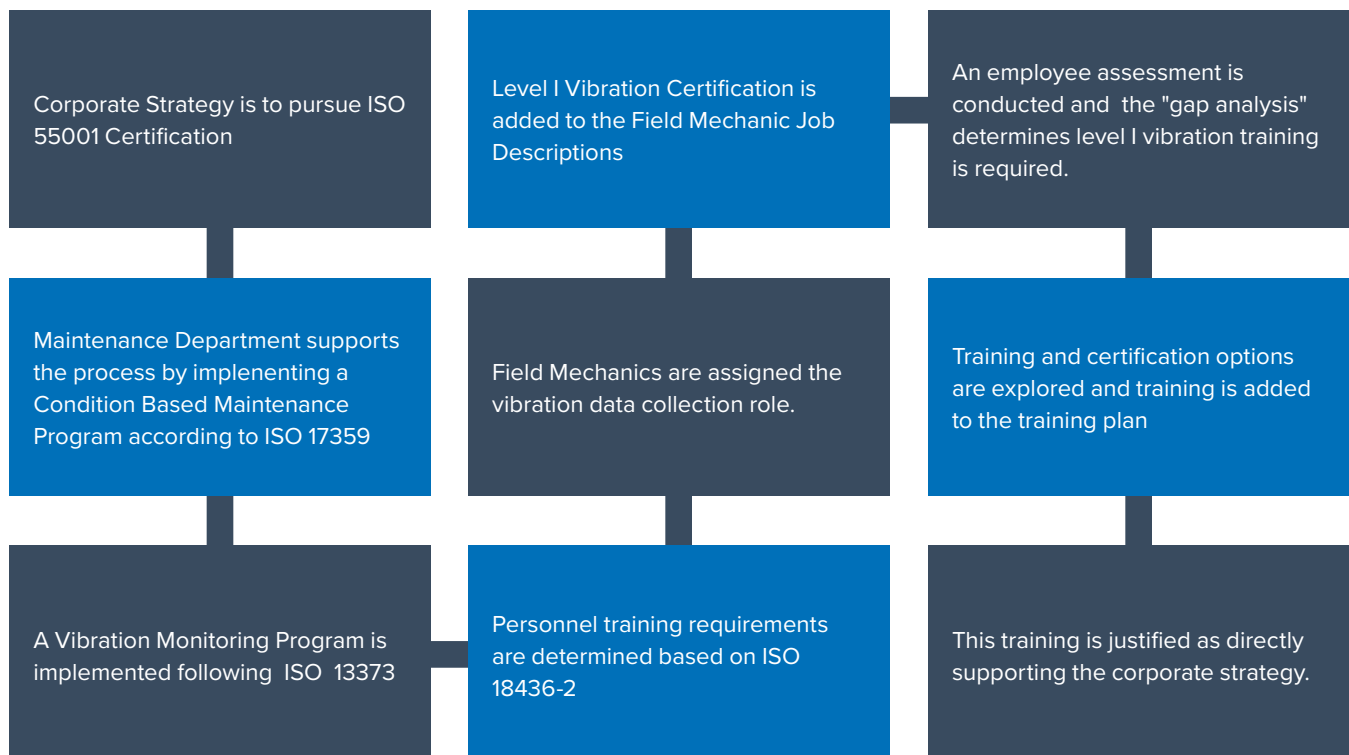 Corporate Strategy is to pursue ISO
55001 Certification
Maintenance Department supports
the process by implenenting a
Condition Based Maintenance
Program according to ISO 17359
A Vibration Monitoring Program is
implemented following  ISO  13373
Personnel training requirements
are determined based on ISO
18436-2
Field Mechanics are assigned the
vibration data collection role.
Level I Vibration Certification is
added to the Field Mechanic Job
Descriptions
An employee assessment is
conducted and  the "gap analysis"
determines level I vibration training
is required.
Training and certification options
are explored and training is added
to the training plan
This training is justified as directly
supporting the corporate strategy.